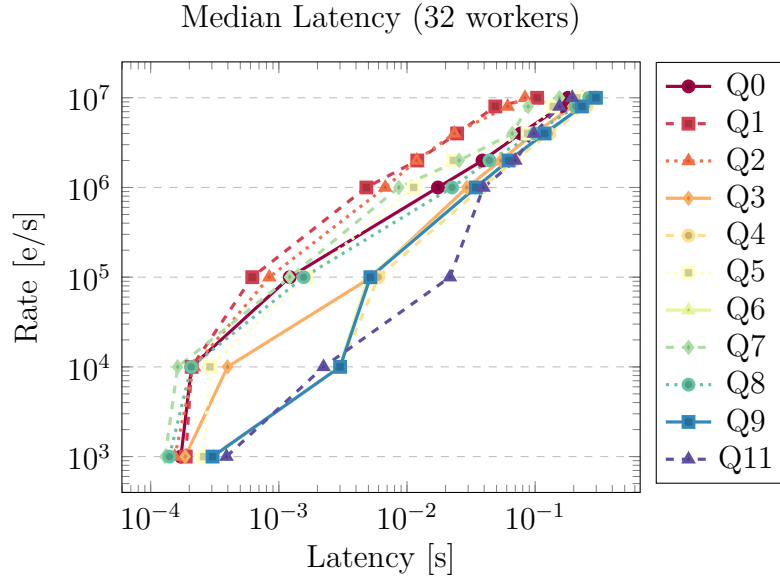 Median Latency (32 workers)
Rate [e/s]
10^7
10^6
10^5
10^4
10^3
10^-4
10^-3
10^-2
10^-1
Latency [s]
Q0
Q1
Q2
Q3
Q4
Q5
Q6
Q7
Q8
Q9
Q11